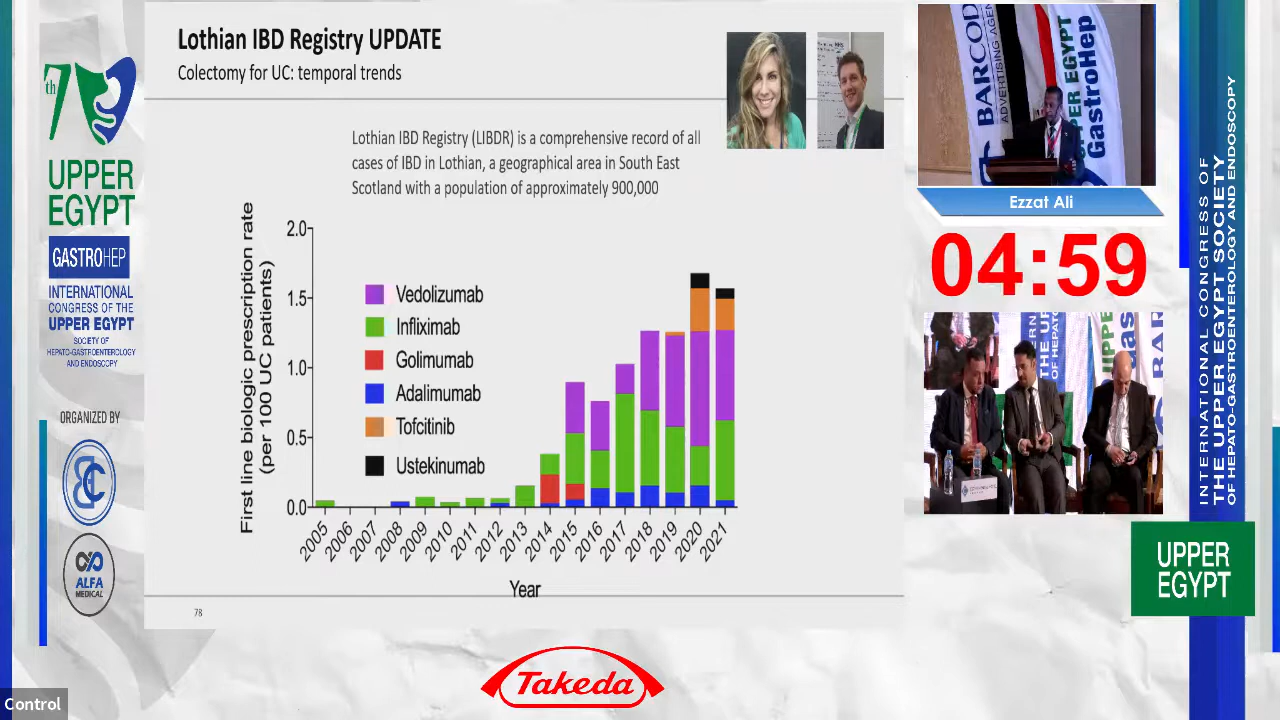 7th
UPPER
EGYPT
GASTROHEP
INTERNATIONAL
CONGRESS OF THE
UPPER EGYPT
SOCIETY OF
HEPATO-GASTROENTEROLOGY
AND ENDOSCOPY
ORGANIZED BY
ALFA
MEDICAL
Control
Lothian IBD Registry UPDATE
Colectomy for UC: temporal trends
Lothian IBD Registry (LIBDR) is a comprehensive record of all
cases of IBD in Lothian, a geographical area in South East
Scotland with a population of approximately 900,000
First line biologic prescription rate
(per 100 UC patients)
2.0
1.5
1.0
0.5
0.0
Vedolizumab
Infliximab
Golimumab
Adalimumab
Tofcitinib
Ustekinumab
2005
2006
2007
2008
2009
2010
2011
2012
2013
2014
2015
2016
2017
2018
2019
2020
2021
Year
78
Takeda
BARCOD
ADVERTISING AGEN
PER EGYPT
GastroHep
Ezzat Ali
04:59
UPPER
EGYPT
INTERNATIONAL CONGRESS OF
THE UPPER EGYPT SOCIETY
OF HEPATO-GASTROENTEROLOGY AND ENDOSCOPY